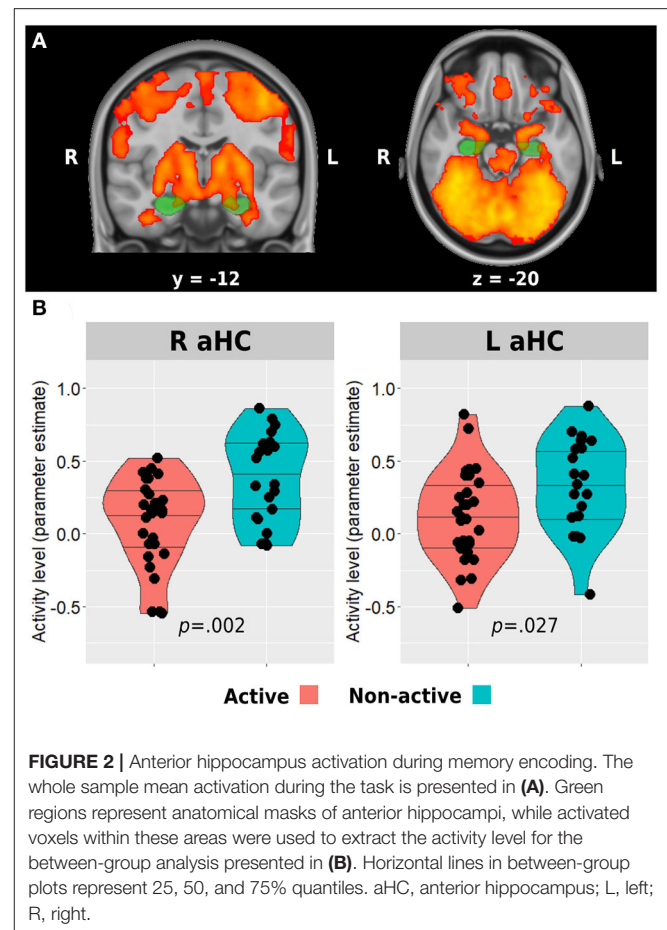 A
R
L
R
L
y = -12
z = -20
B
R aHC
L aHC
Activity level (parameter estimate)
1.0
0.5
0.0
-0.5
p=.002
Activity level (parameter estimate)
1.0
0.5
0.0
-0.5
p=.027
Active
Non-active
FIGURE 2 | Anterior hippocampus activation during memory encoding. The
whole sample mean activation during the task is presented in (A). Green
regions represent anatomical masks of anterior hippocampi, while activated
voxels within these areas were used to extract the activity level for the
between-group analysis presented in (B). Horizontal lines in between-group
plots represent 25, 50, and 75% quantiles. aHC, anterior hippocampus; L, left;
R, right.